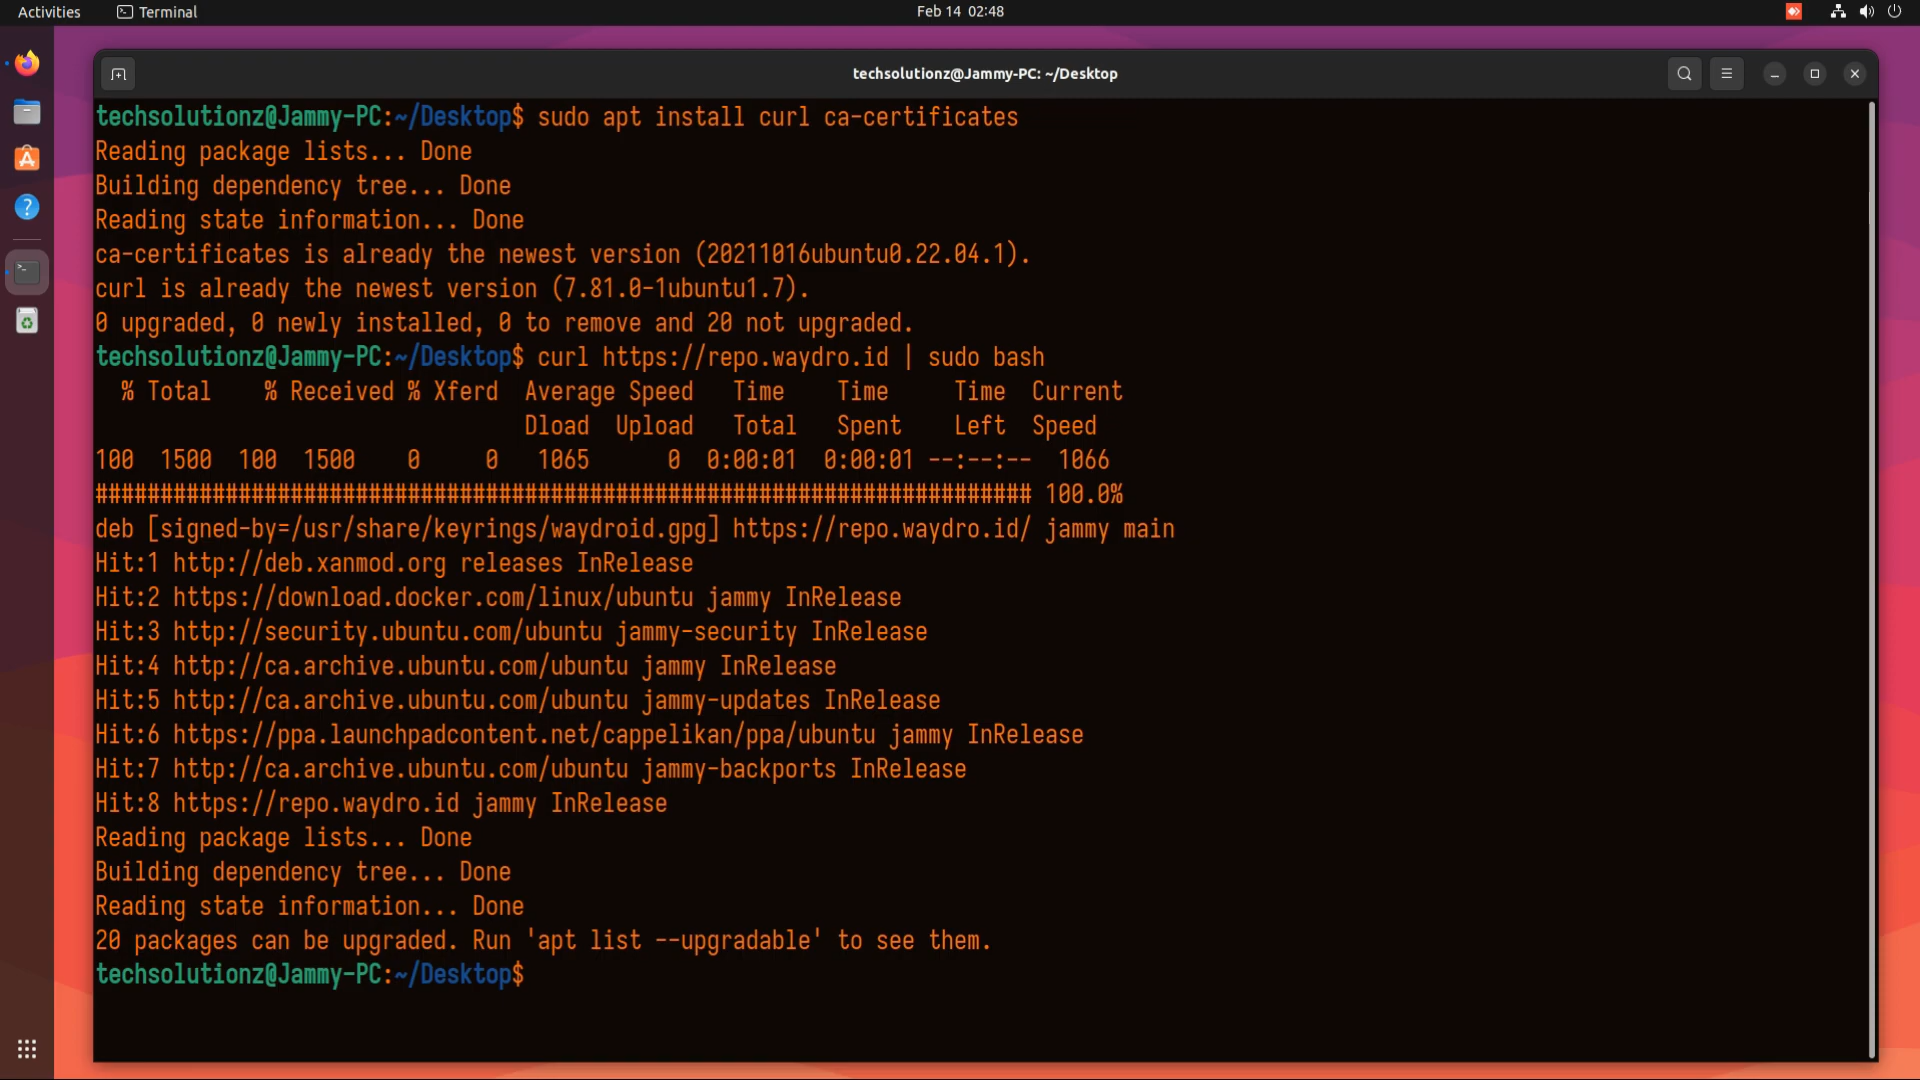 Activities Terminal Feb 14 02:48
techsolutionz@Jammy-PC: ~/Desktop
techsolutionz@Jammy-PC:~/Desktop$ sudo apt install curl ca-certificates
Reading package lists... Done
Building dependency tree... Done
Reading state information... Done
ca-certificates is already the newest version (20211016ubuntu0.22.04.1).
curl is already the newest version (7.81.0-1ubuntu1.7).
0 upgraded, 0 newly installed, 0 to remove and 20 not upgraded.
techsolutionz@Jammy-PC:~/Desktop$ curl https://repo.waydro.id | sudo bash
  % Total    % Received % Xferd  Average Speed   Time    Time     Time  Current
                                 Dload  Upload   Total   Spent    Left  Speed
100  1500  100  1500    0     0   1065      0  0:00:01  0:00:01 --:--:--  1066
######################################################################## 100.0%
deb [signed-by=/usr/share/keyrings/waydroid.gpg] https://repo.waydro.id/ jammy main
Hit:1 http://deb.xanmod.org releases InRelease
Hit:2 https://download.docker.com/linux/ubuntu jammy InRelease
Hit:3 http://security.ubuntu.com/ubuntu jammy-security InRelease
Hit:4 http://ca.archive.ubuntu.com/ubuntu jammy InRelease
Hit:5 http://ca.archive.ubuntu.com/ubuntu jammy-updates InRelease
Hit:6 https://ppa.launchpadcontent.net/cappelikan/ppa/ubuntu jammy InRelease
Hit:7 http://ca.archive.ubuntu.com/ubuntu jammy-backports InRelease
Hit:8 https://repo.waydro.id jammy InRelease
Reading package lists... Done
Building dependency tree... Done
Reading state information... Done
20 packages can be upgraded. Run 'apt list --upgradable' to see them.
techsolutionz@Jammy-PC:~/Desktop$